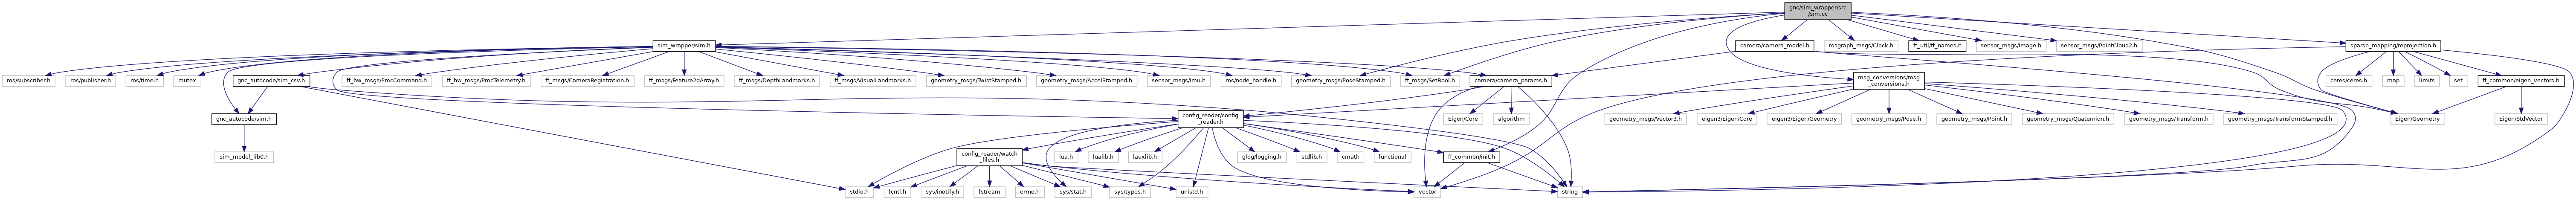 gnc/sim_wrapper/src
/sim.cc
sim_wrapper/sim.h
camera/camera_model.h
rosgraph_msgs/Clock.h
ff_util/ff_names.h
sensor_msgs/Image.h
sensor_msgs/PointCloud2.h
sparse_mapping/reprojection.h
ros/subscriber.h
ros/publisher.h
ros/time.h
mutex
gnc_autocode/sim_csv.h
ff_hw_msgs/PmcCommand.h
ff_hw_msgs/PmcTelemetry.h
ff_msgs/CameraRegistration.h
ff_msgs/Feature2dArray.h
ff_msgs/DepthLandmarks.h
ff_msgs/VisualLandmarks.h
geometry_msgs/TwistStamped.h
geometry_msgs/AccelStamped.h
sensor_msgs/Imu.h
ros/node_handle.h
geometry_msgs/PoseStamped.h
ff_msgs/SetBool.h
camera/camera_params.h
msg_conversions/msg
_conversions.h
ceres/ceres.h
map
limits
set
ff_common/eigen_vectors.h
gnc_autocode/sim.h
config_reader/config
_reader.h
Eigen/Core
algorithm
geometry_msgs/Vector3.h
eigen3/Eigen/Core
eigen3/Eigen/Geometry
geometry_msgs/Pose.h
geometry_msgs/Point.h
geometry_msgs/Quaternion.h
geometry_msgs/Transform.h
geometry_msgs/TransformStamped.h
Eigen/Geometry
Eigen/StdVector
sim_model_lib0.h
config_reader/watch
_files.h
lua.h
lualib.h
lauxlib.h
glog/logging.h
stdlib.h
cmath
functional
ff_common/init.h
stdio.h
fcntl.h
sys/inotify.h
fstream
errno.h
sys/stat.h
sys/types.h
unistd.h
vector
string